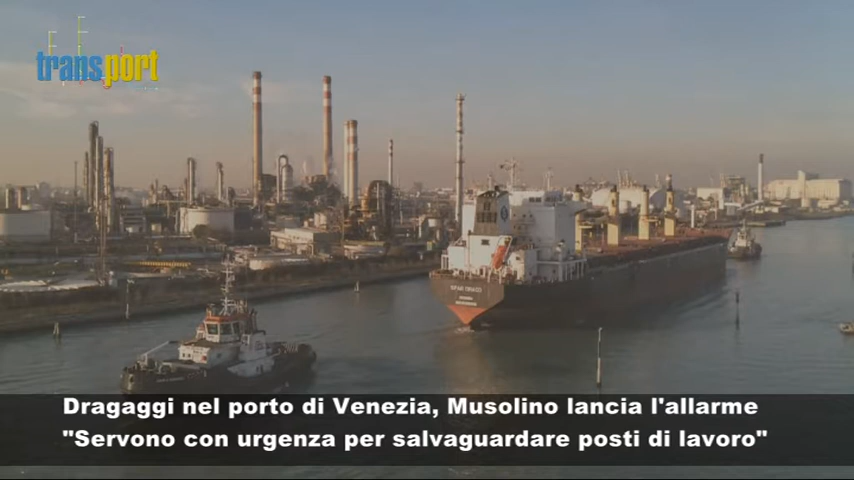 transport
Dragaggi nel porto di Venezia, Musolino lancia l'allarme
"Servono con urgenza per salvaguardare posti di lavoro"